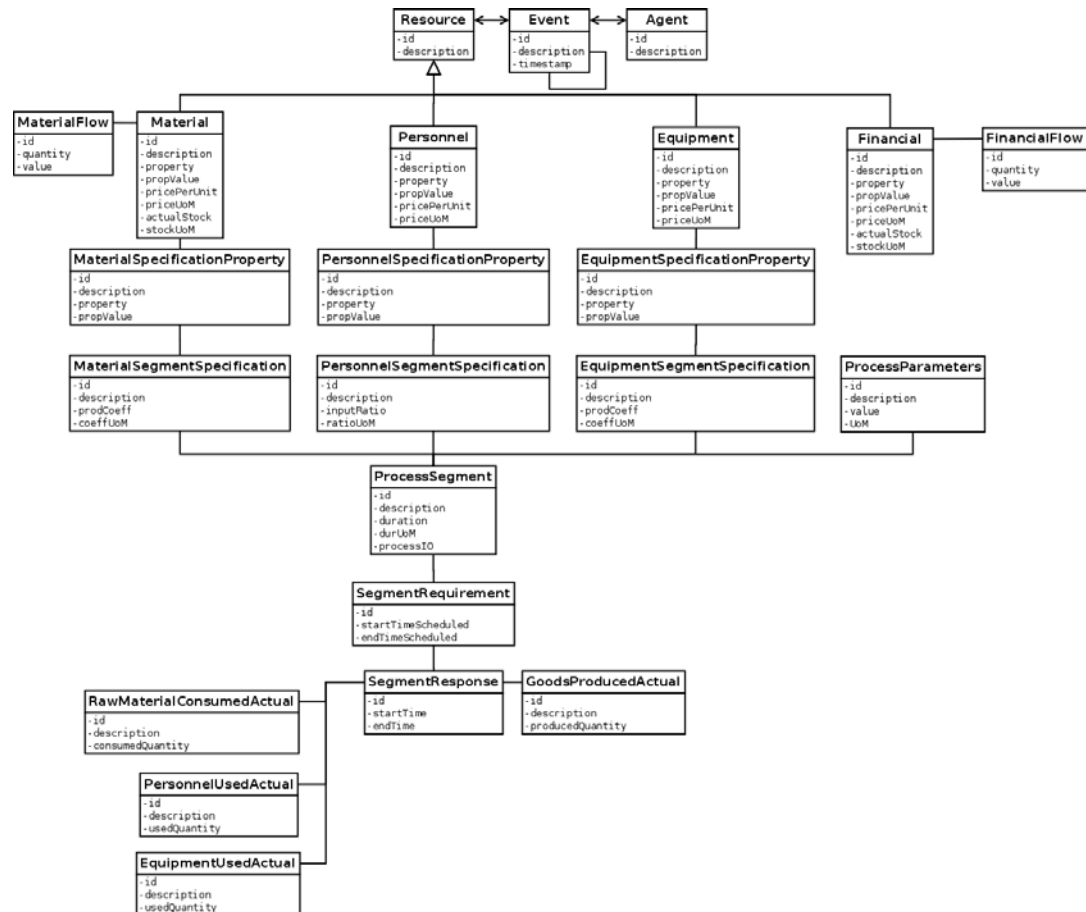 Resource
-id
-description
Event
-id
-description
-timestamp
Agent
-id
-description
MaterialFlow
-id
-quantity
-value
Material
-id
-description
-property
-propValue
-pricePerUnit
-priceUoM
-actualStock
-stockUoM
Personnel
-id
-description
-property
-propValue
-pricePerUnit
-priceUoM
Equipment
-id
-description
-property
-propValue
-pricePerUnit
-priceUoM
Financial
-id
-description
-property
-propValue
-pricePerUnit
-priceUoM
-actualStock
-stockUoM
FinancialFlow
-id
-quantity
-value
MaterialSpecificationProperty
-id
-description
-property
-propValue
PersonnelSpecificationProperty
-id
-description
-property
-propValue
EquipmentSpecificationProperty
-id
-description
-property
-propValue
MaterialSegmentSpecification
-id
-description
-prodCoeff
-coeffUoM
PersonnelSegmentSpecification
-id
-description
-inputRatio
-ratioUoM
EquipmentSegmentSpecification
-id
-description
-prodCoeff
-coeffUoM
ProcessParameters
-id
-description
-value
-UoM
ProcessSegment
-id
-description
-duration
-durUoM
-processIO
SegmentRequirement
-id
-startTimeScheduled
-endTimeScheduled
SegmentResponse
-id
-startTime
-endTime
GoodsProducedActual
-id
-description
-producedQuantity
RawMaterialConsumedActual
-id
-description
-consumedQuantity
PersonnelUsedActual
-id
-description
-usedQuantity
EquipmentUsedActual
-id
-description
-usedQuantity